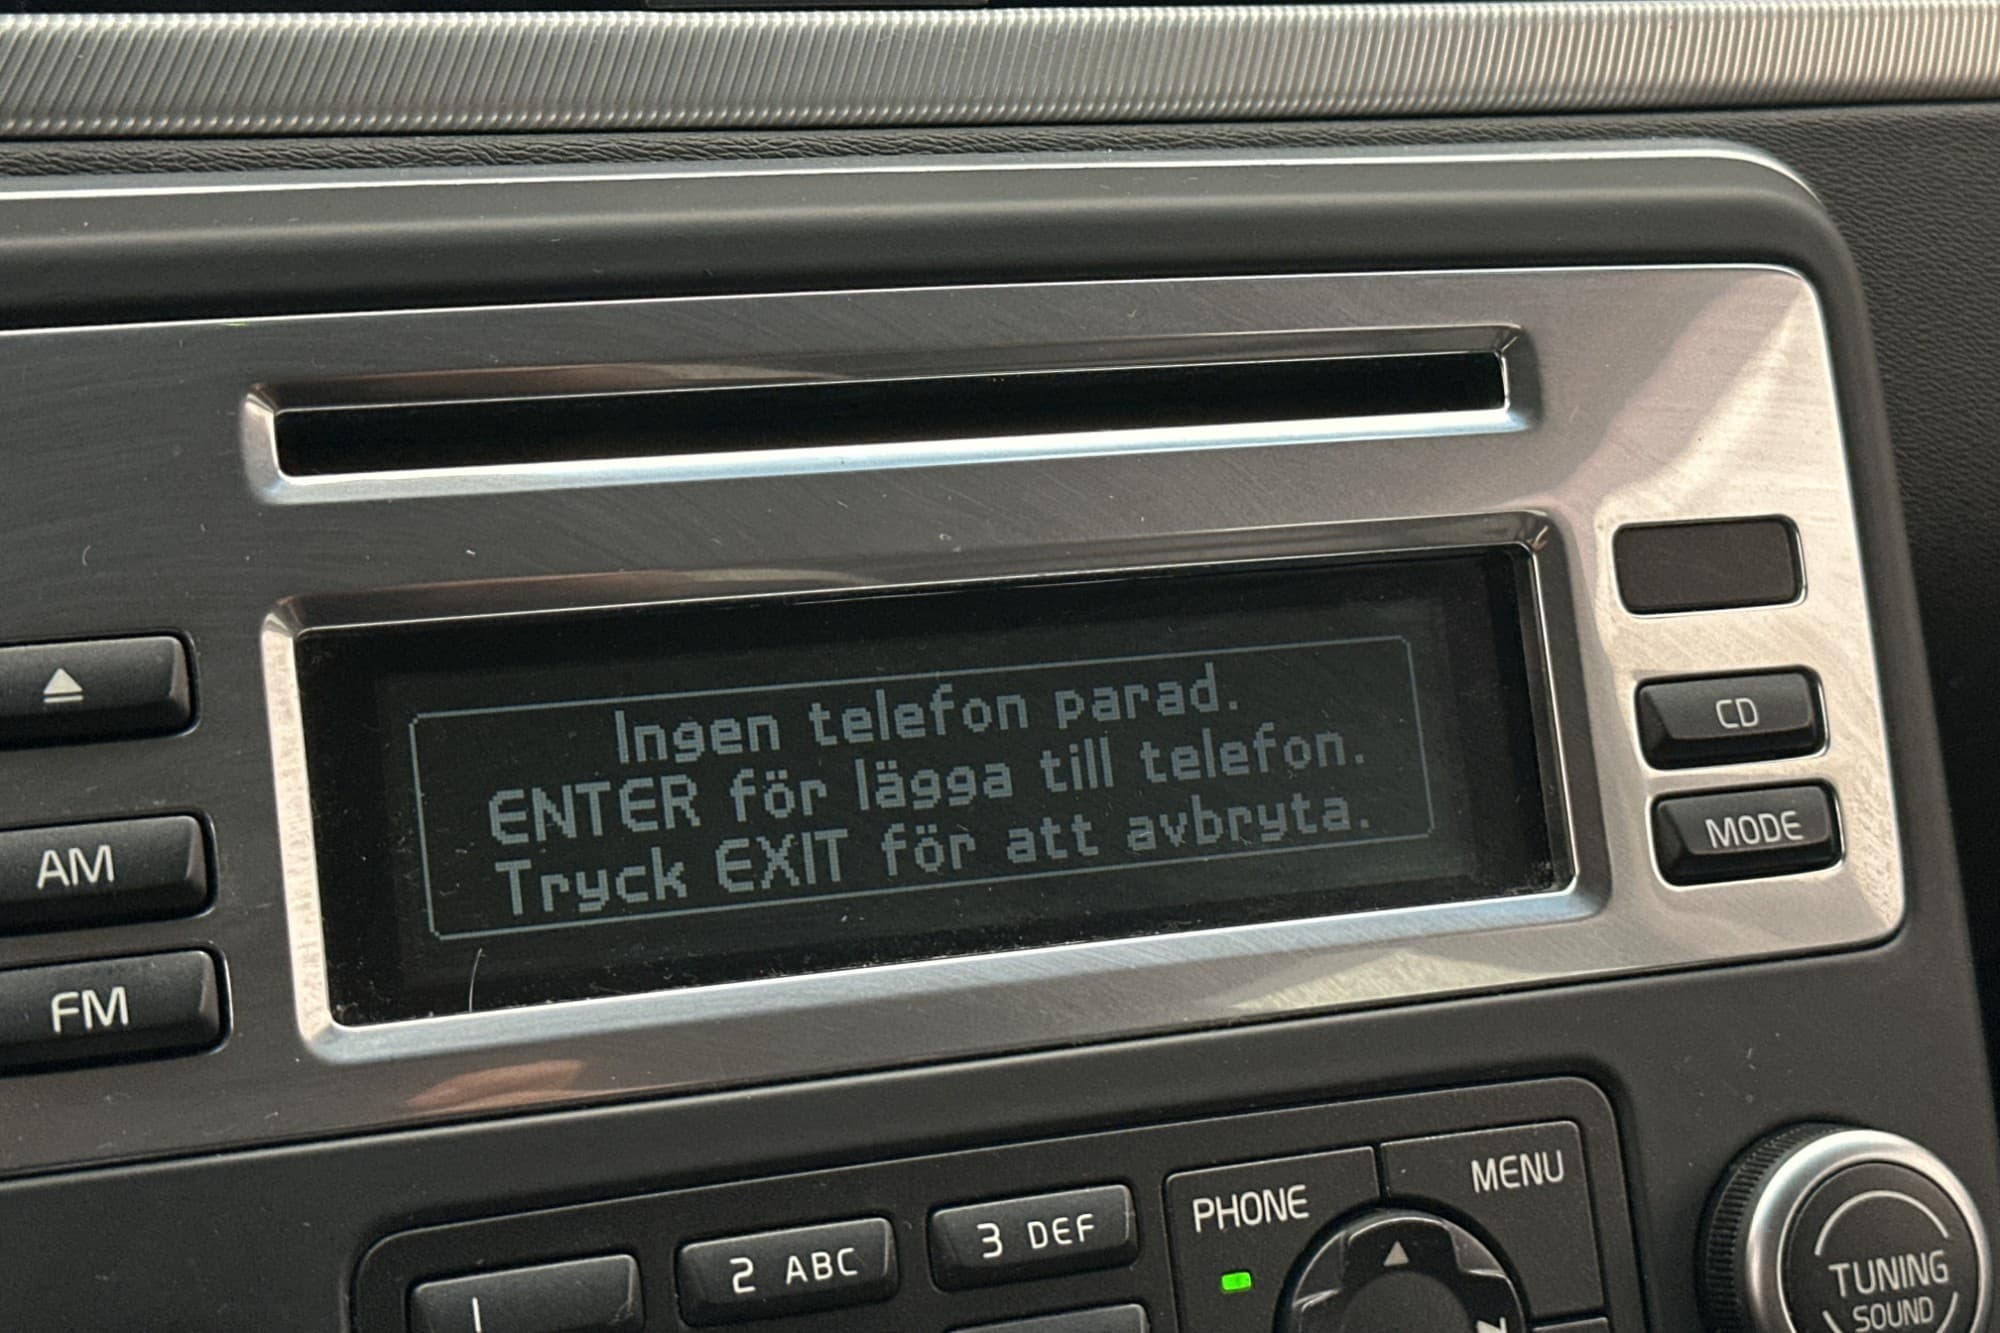 Ingen telefon parad.
ENTER för lägga till telefon.
Tryck EXIT för att avbryta.
CD
MODE
AM
FM
PHONE
MENU
1
2 ABC
3 DEF
TUNING
SOUND